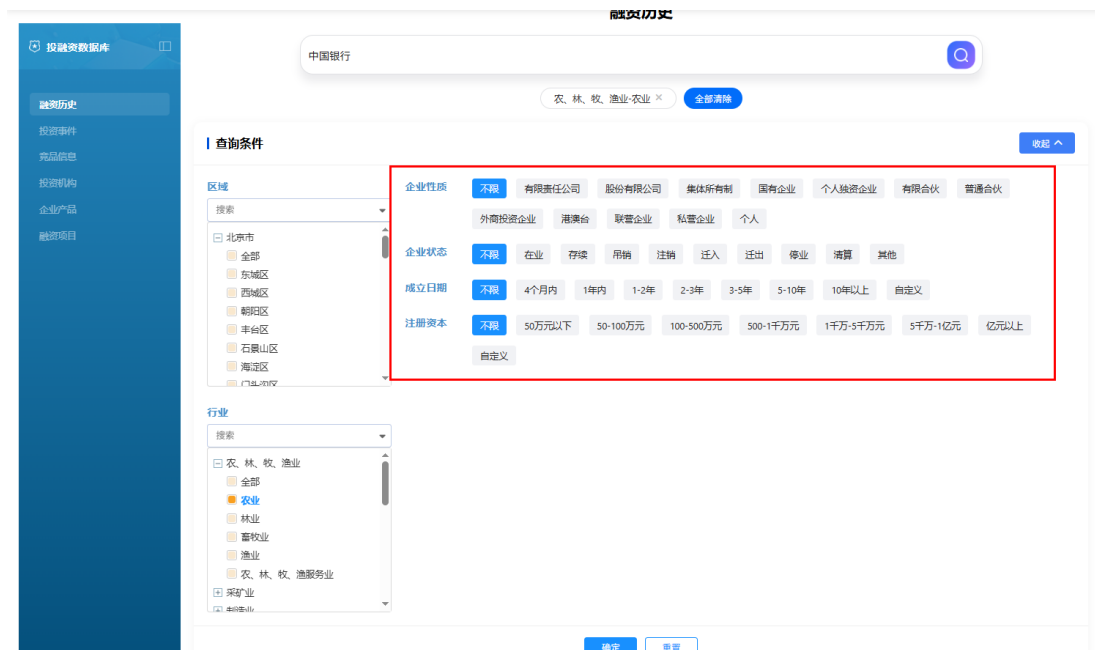 融资历史
投融资数据库
融资历史
投资事件
竞品信息
投资机构
企业产品
融资项目
中国银行
农、林、牧、渔业-农业 ×
全部清除
查询条件
收起
区域
搜索
北京市
全部
东城区
西城区
朝阳区
丰台区
石景山区
海淀区
门头沟区
企业性质 不限 有限责任公司 股份有限公司 集体所有制 国有企业 个人独资企业 有限合伙 普通合伙
外商投资企业 港澳台 联营企业 私营企业 个人
企业状态 不限 在业 存续 吊销 注销 迁入 迁出 停业 清算 其他
成立日期 不限 4个月内 1年内 1-2年 2-3年 3-5年 5-10年 10年以上 自定义
注册资本 不限 50万元以下 50-100万元 100-500万元 500-1千万元 1千万-5千万元 5千万-1亿元 亿元以上
自定义
行业
搜索
农、林、牧、渔业
全部
农业
林业
畜牧业
渔业
农、林、牧、渔服务业
采矿业
制造业
确定 重置